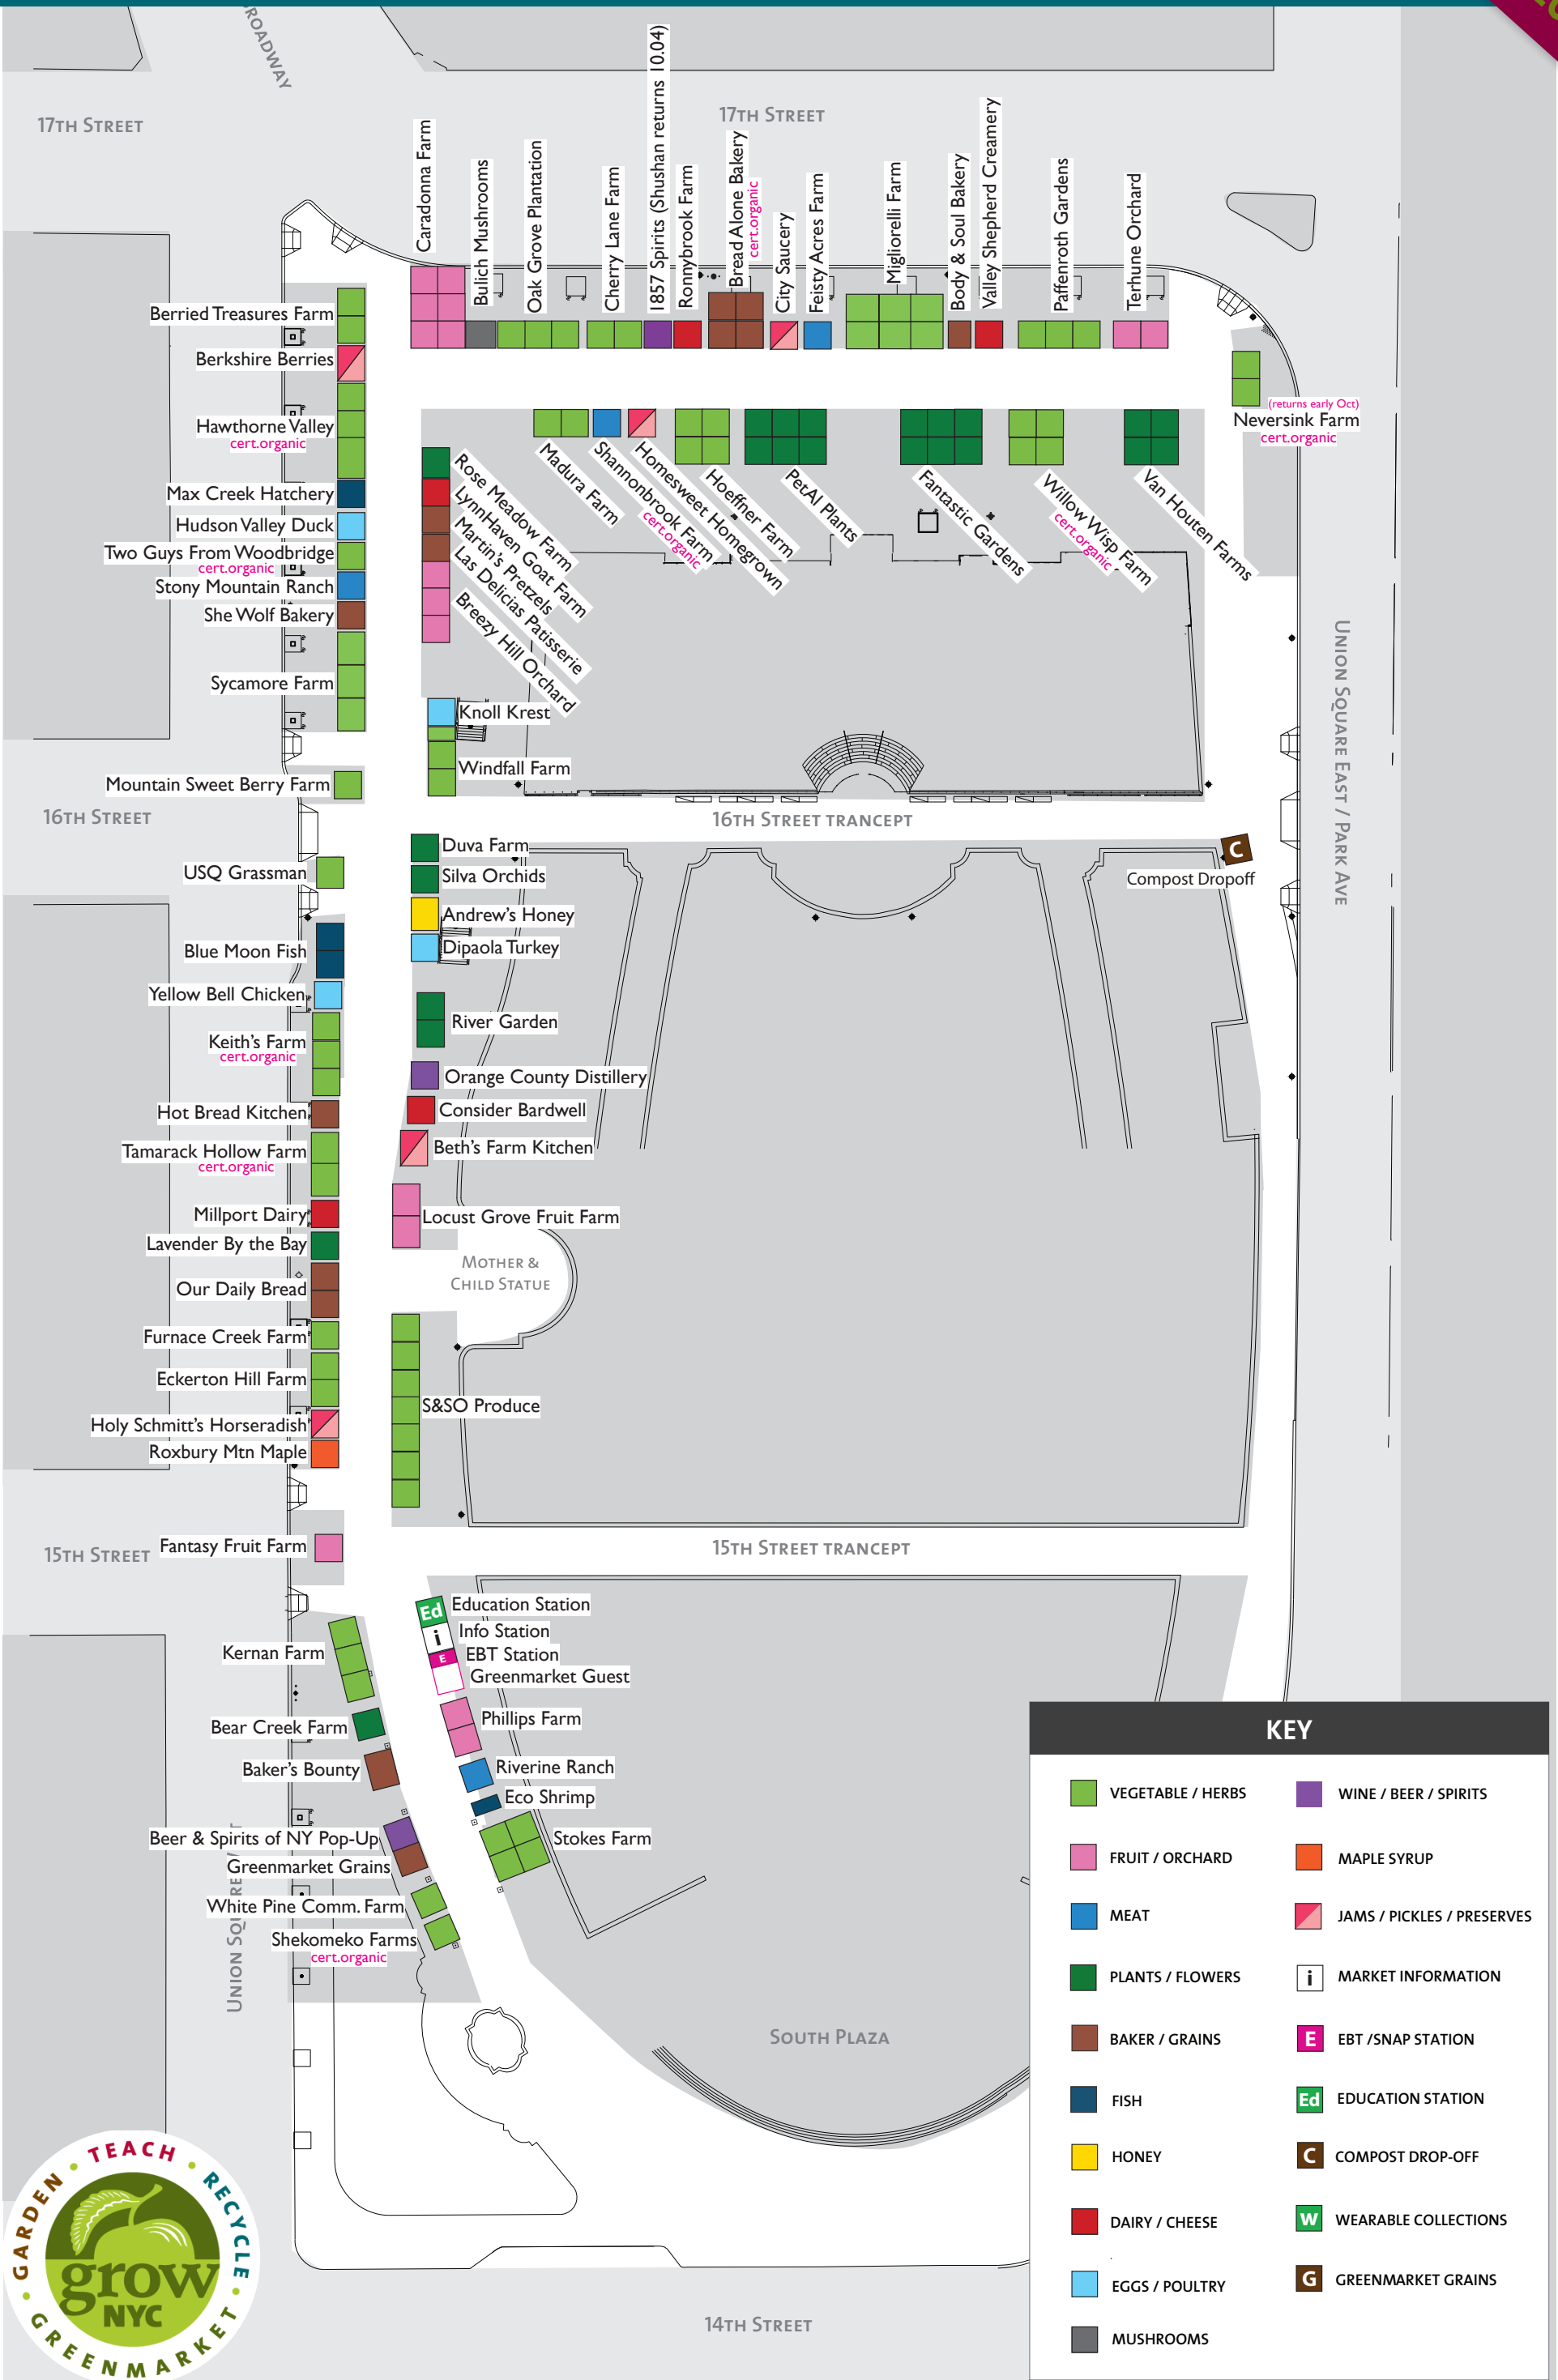 BROADWAY
17TH STREET
17TH STREET
Caradonna Farm
Bulich Mushrooms
Oak Grove Plantation
Cherry Lane Farm
1857 Spirits (Shushan returns 10.04)
Ronnybrook Farm
Bread Alone Bakery
cert.organic
City Saucery
Feisty Acres Farm
Migliorelli Farm
Body & Soul Bakery
Valley Shepherd Creamery
Paffenroth Gardens
Terhune Orchard
Berried Treasures Farm
Berkshire Berries
Hawthorne Valley
cert.organic
Max Creek Hatchery
Hudson Valley Duck
Two Guys From Woodbridge
cert.organic
Stony Mountain Ranch
She Wolf Bakery
Sycamore Farm
Mountain Sweet Berry Farm
(returns early Oct)
Neversink Farm
cert.organic
Madura Farm
Shannonbrook Farm
cert.organic
Homesweet Homegrown
Hoeffner Farm
PetAl Plants
Fantastic Gardens
Willow Wisp Farm
cert.organic
Van Houten Farms
Rose Meadow Farm
LynnHaven Goat Farm
Martin's Pretzels
Las Delicias Patisserie
Breezy Hill Orchard
Knoll Krest
Windfall Farm
UNION SQUARE EAST / PARK AVE
16TH STREET
16TH STREET TRANCEPT
USQ Grassman
Blue Moon Fish
Yellow Bell Chicken
Keith's Farm
cert.organic
Hot Bread Kitchen
Tamarack Hollow Farm
cert.organic
Millport Dairy
Lavender By the Bay
Our Daily Bread
Furnace Creek Farm
Eckerton Hill Farm
Holy Schmitt's Horseradish
Roxbury Mtn Maple
Duva Farm
Silva Orchids
Andrew's Honey
Dipaola Turkey
River Garden
Orange County Distillery
Consider Bardwell
Beth's Farm Kitchen
Locust Grove Fruit Farm
MOTHER &
CHILD STATUE
S&SO Produce
C
Compost Dropoff
15TH STREET
Fantasy Fruit Farm
15TH STREET TRANCEPT
Kernan Farm
Bear Creek Farm
Baker's Bounty
Beer & Spirits of NY Pop-Up
Greenmarket Grains
White Pine Comm. Farm
Shekomeko Farms
cert.organic
Ed Education Station
i Info Station
E EBT Station
Greenmarket Guest
Phillips Farm
Riverine Ranch
Eco Shrimp
Stokes Farm
UNION
SOUTH PLAZA
14TH STREET
KEY
VEGETABLE / HERBS
FRUIT / ORCHARD
MEAT
PLANTS / FLOWERS
BAKER / GRAINS
FISH
HONEY
DAIRY / CHEESE
EGGS / POULTRY
MUSHROOMS
WINE / BEER / SPIRITS
MAPLE SYRUP
JAMS / PICKLES / PRESERVES
i MARKET INFORMATION
E EBT /SNAP STATION
Ed EDUCATION STATION
C COMPOST DROP-OFF
W WEARABLE COLLECTIONS
G GREENMARKET GRAINS
GARDEN • TEACH • RECYCLE • GREENMARKET •
grow
NYC